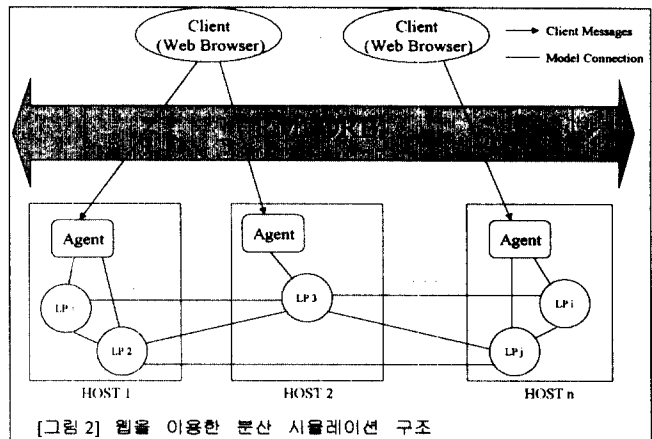 Client
(Web Browser)
Client
(Web Browser)
Client Messages
Model Connection
Agent
Agent
Agent
LP
LP 2
LP 3
LP i
LP j
HOST 1
HOST 2
HOST n
[그림 2] 웹을 이용한 분산 시뮬레이션 구조